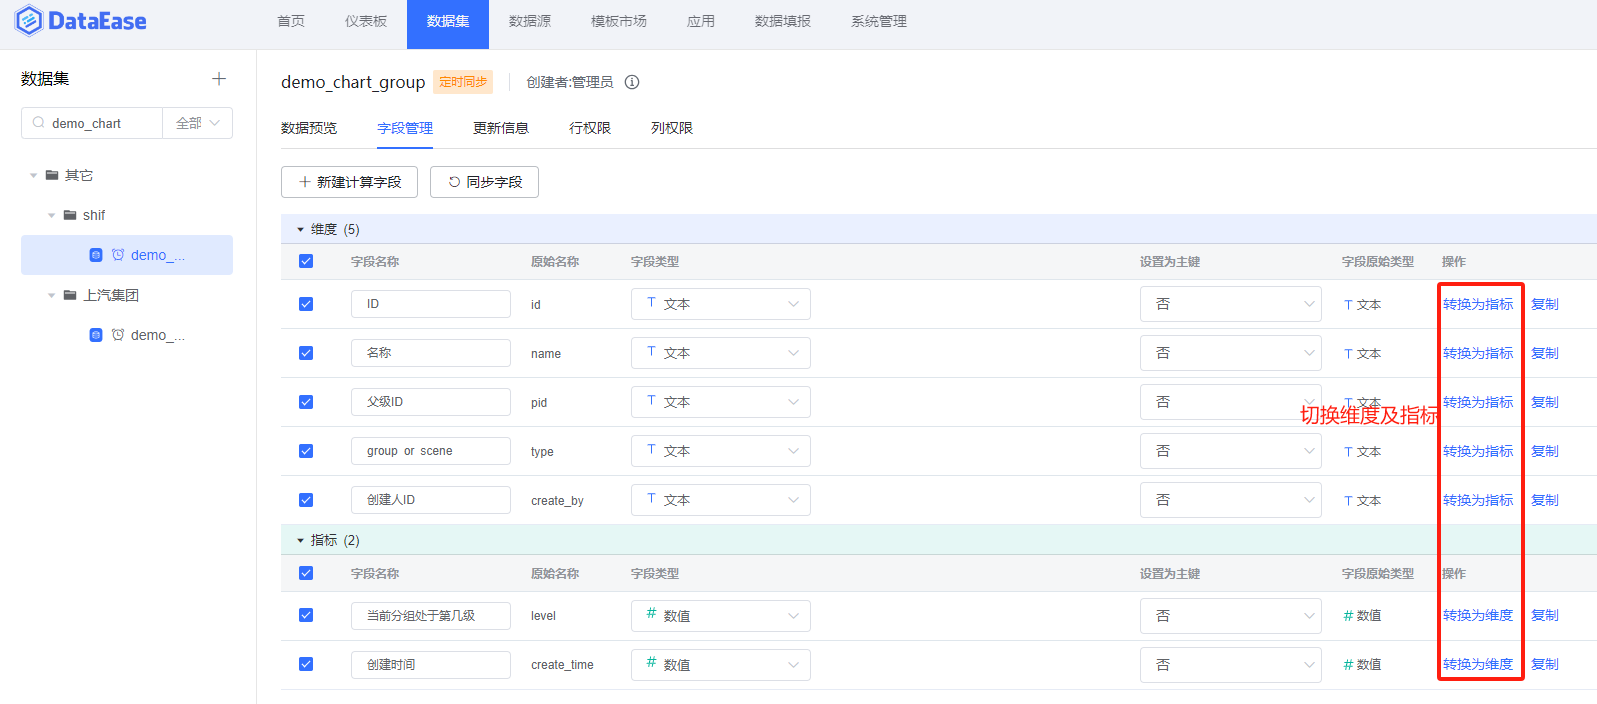 DataEase 首页 仪表板 数据集 数据源 模板市场 应用 数据填报 系统管理
数据集
demo_chart 全部
其它
shif
demo_...
上汽集团
demo_...
demo_chart_group 定时同步 创建者:管理员
数据预览 字段管理 更新信息 行权限 列权限
新建计算字段 同步字段
维度 (5)
字段名称 原始名称 字段类型 设置为主键 字段原始类型 操作
ID id T 文本 否 T 文本 转换为指标 复制
名称 name T 文本 否 T 文本 转换为指标 复制
父级ID pid T 文本 否 T 文本 转换为指标 复制
切换维度及指标
group or scene type T 文本 否 T 文本 转换为指标 复制
创建人ID create_by T 文本 否 T 文本 转换为指标 复制
指标 (2)
字段名称 原始名称 字段类型 设置为主键 字段原始类型 操作
当前分组处于第几级 level # 数值 否 # 数值 转换为维度 复制
创建时间 create_time # 数值 否 # 数值 转换为维度 复制